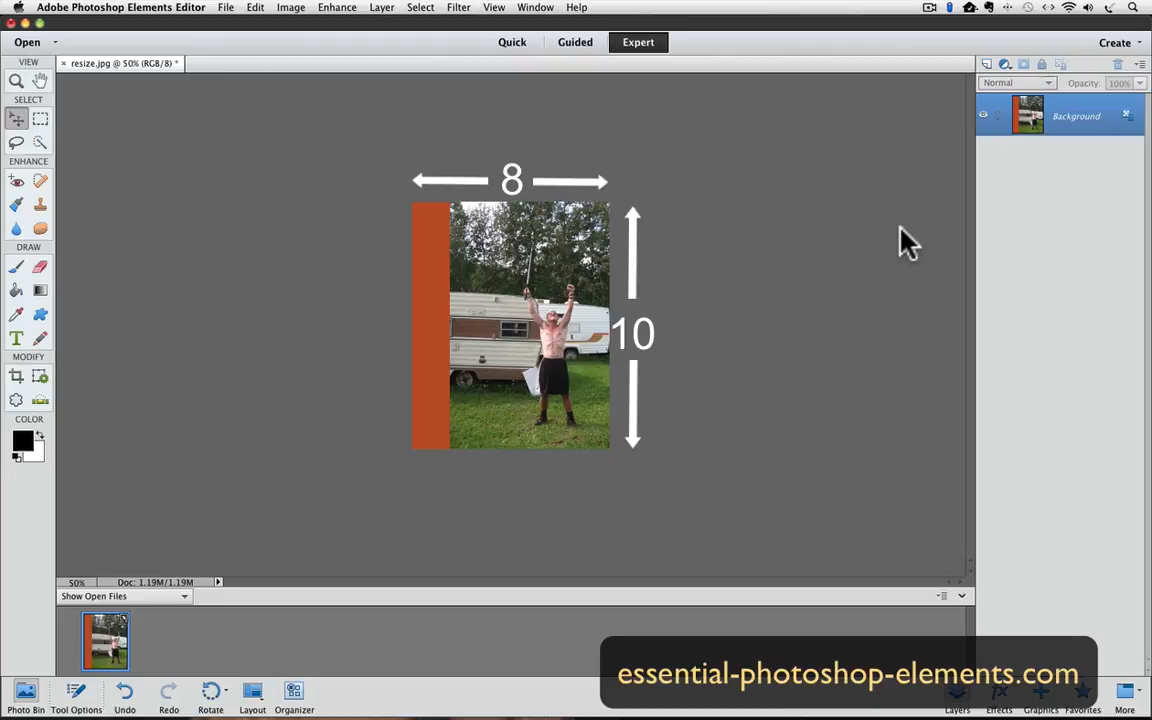 Adobe Photoshop Elements Editor File Edit Image Enhance Layer Select Filter View Window Help
Open Quick Guided Expert Create
VIEW
resize.jpg @ 50% (RGB/8) *
Normal Opacity: 100%
SELECT
Background
ENHANCE
8
DRAW
10
MODIFY
COLOR
50% Doc: 1.19M/1.19M
Show Open Files
essential-photoshop-elements.com
Photo Bin Tool Options Undo Redo Rotate Layout Organizer Layers Effects Graphics Favorites More